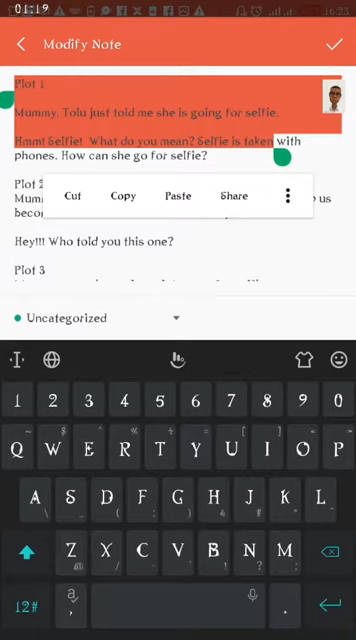 01:19
16:23
Modify Note
Plot 1
Mummy, Tolu just told me she is going for selfie.
Hmm! Selfie! What do you mean? Selfie is taken with
phones. How can she go for selfie?
Plot 2
Mumm
p us
becor
Cut Copy Paste Share
Hey!!! Who told you this one?
Plot 3
Uncategorized
1 2 3 4 5 6 7 8 9 0
Q W E R T Y U I O P
A S D F G H J K L
Z X C V B N M
12# , .